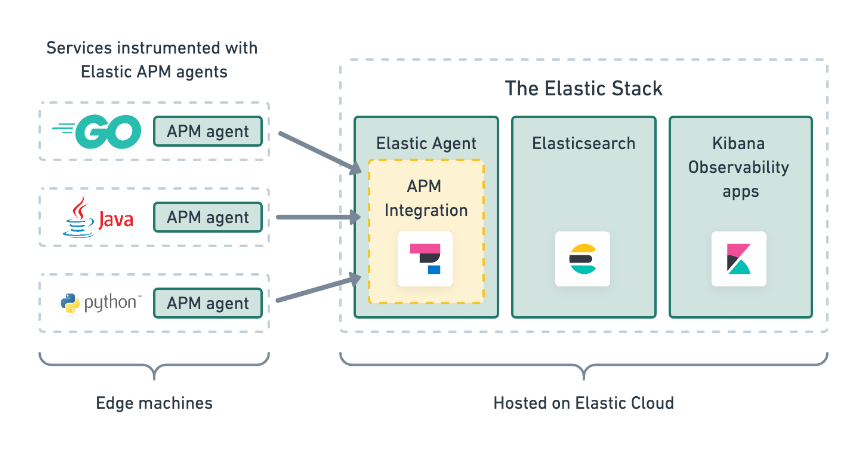 Services instrumented with
Elastic APM agents
GO
APM agent
Java
APM agent
python™
APM agent
Edge machines
The Elastic Stack
Elastic Agent
APM
Integration
Elasticsearch
Kibana
Observability
apps
Hosted on Elastic Cloud